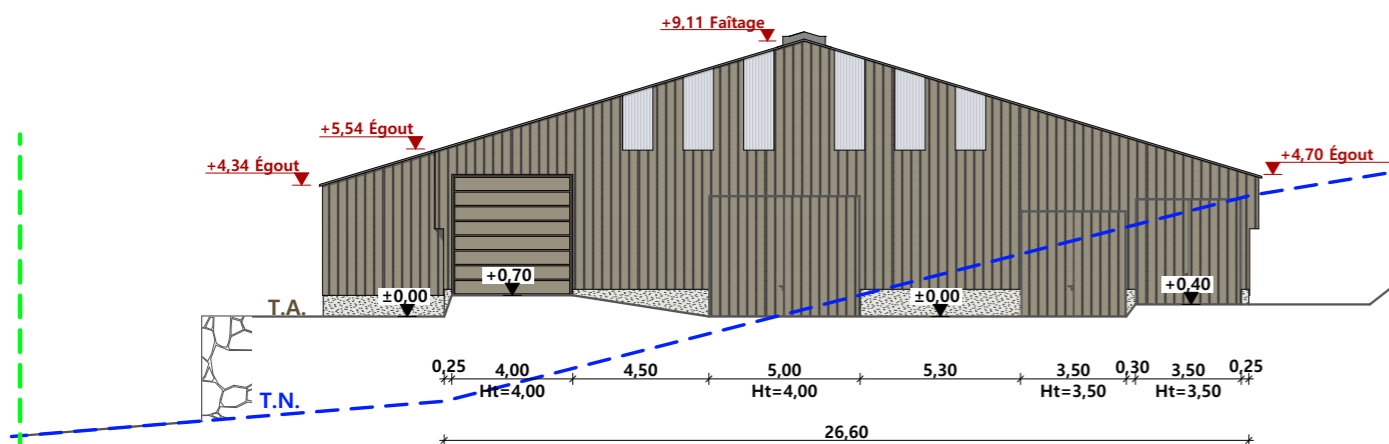 +9,11 Faîtage
+5,54 Égout
+4,34 Égout
+4,70 Égout
+0,70
±0,00
±0,00
+0,40
T.A.
T.N.
0,25 4,00 4,50 5,00 5,30 3,50 0,30 3,50 0,25
Ht=4,00 Ht=4,00 Ht=3,50 Ht=3,50
26,60